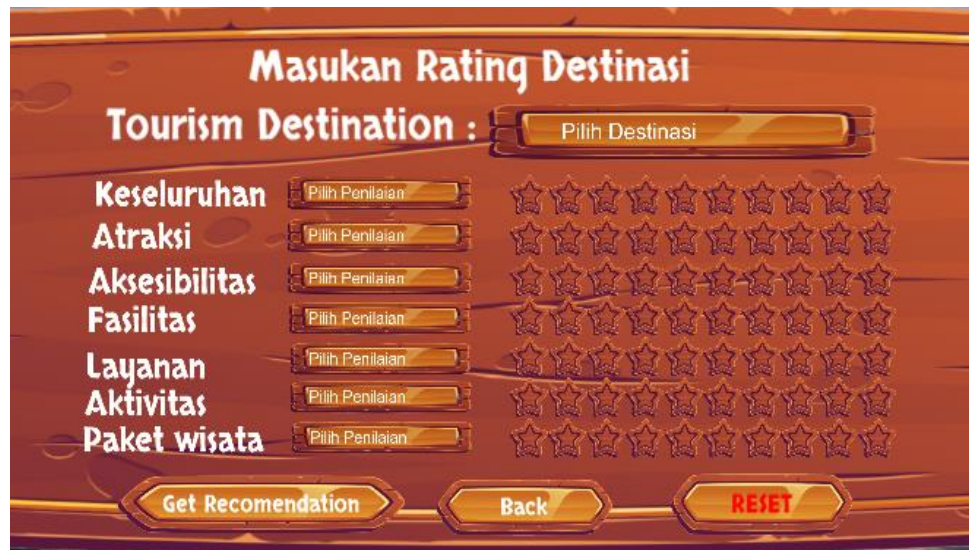 Masukan Rating Destinasi
Tourism Destination : Pilih Destinasi
Keseluruhan Pilih Penilaian
Atraksi Pilih Penilaian
Aksesibilitas Pilih Penilaian
Fasilitas Pilih Penilaian
Layanan Pilih Penilaian
Aktivitas Pilih Penilaian
Paket wisata Pilih Penilaian
Get Recomendation Back RESET